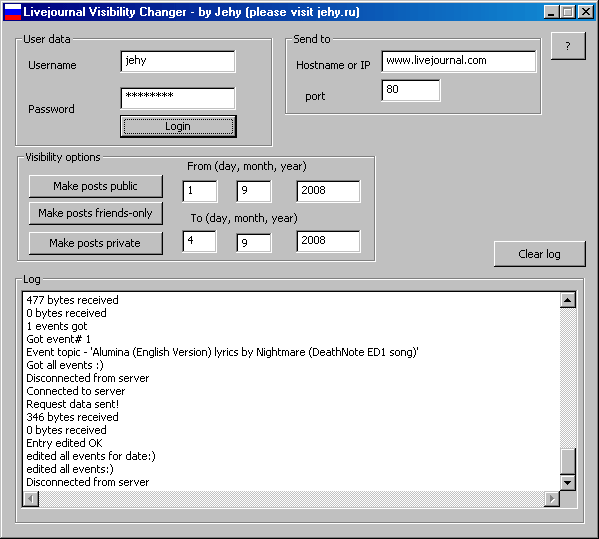 Livejournal Visibility Changer - by Jehy (please visit jehy.ru)
User data
Username
jehy
Password
********
Login
Send to
Hostname or IP
www.livejournal.com
port
80
?
Visibility options
Make posts public
Make posts friends-only
Make posts private
From (day, month, year)
1 9 2008
To (day, month, year)
4 9 2008
Clear log
Log
477 bytes received
0 bytes received
1 events got
Got event# 1
Event topic - 'Alumina (English Version) lyrics by Nightmare (DeathNote ED1 song)'
Got all events :)
Disconnected from server
Connected to server
Request data sent!
346 bytes received
0 bytes received
Entry edited OK
edited all events for date:)
edited all events:)
Disconnected from server